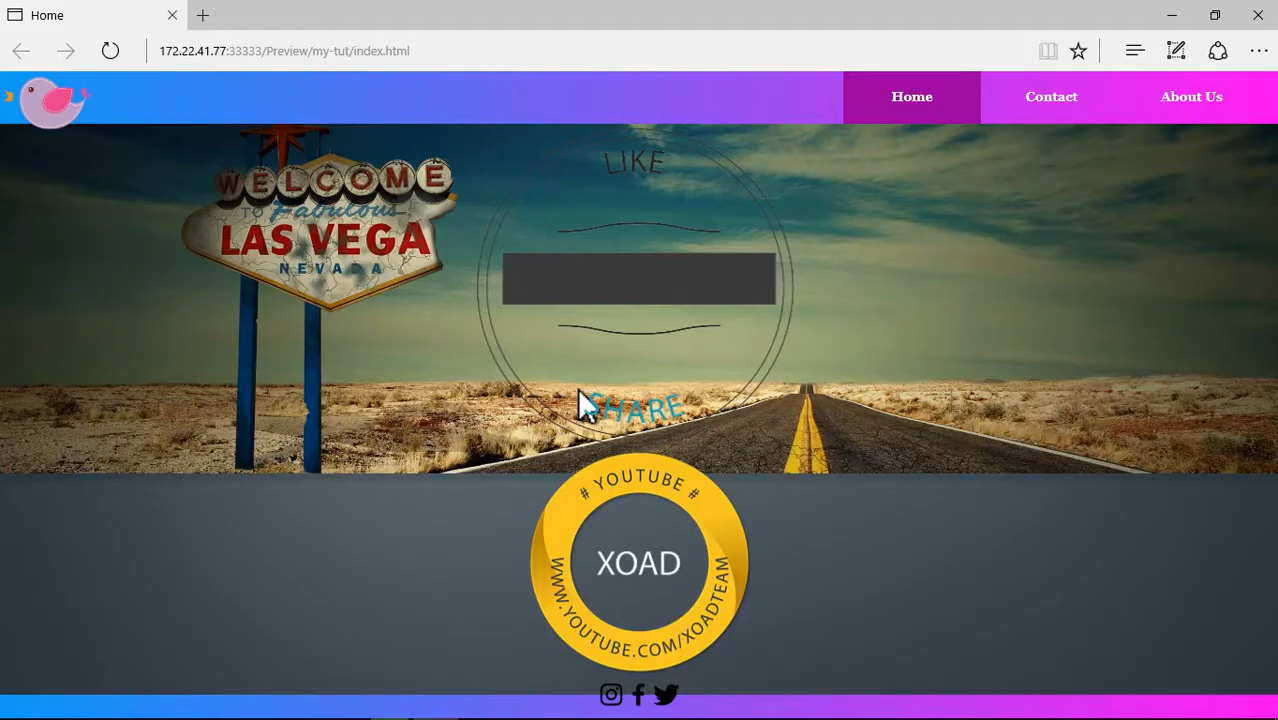 Home
172.22.41.77:33333/Preview/my-tut/index.html
Home
Contact
About Us
LIKE
WELCOME
TO Fabulous
LAS VEGA
NEVADA
SHARE
# YOUTUBE #
XOAD
WWW.YOUTUBE.COM/XOADTEAM